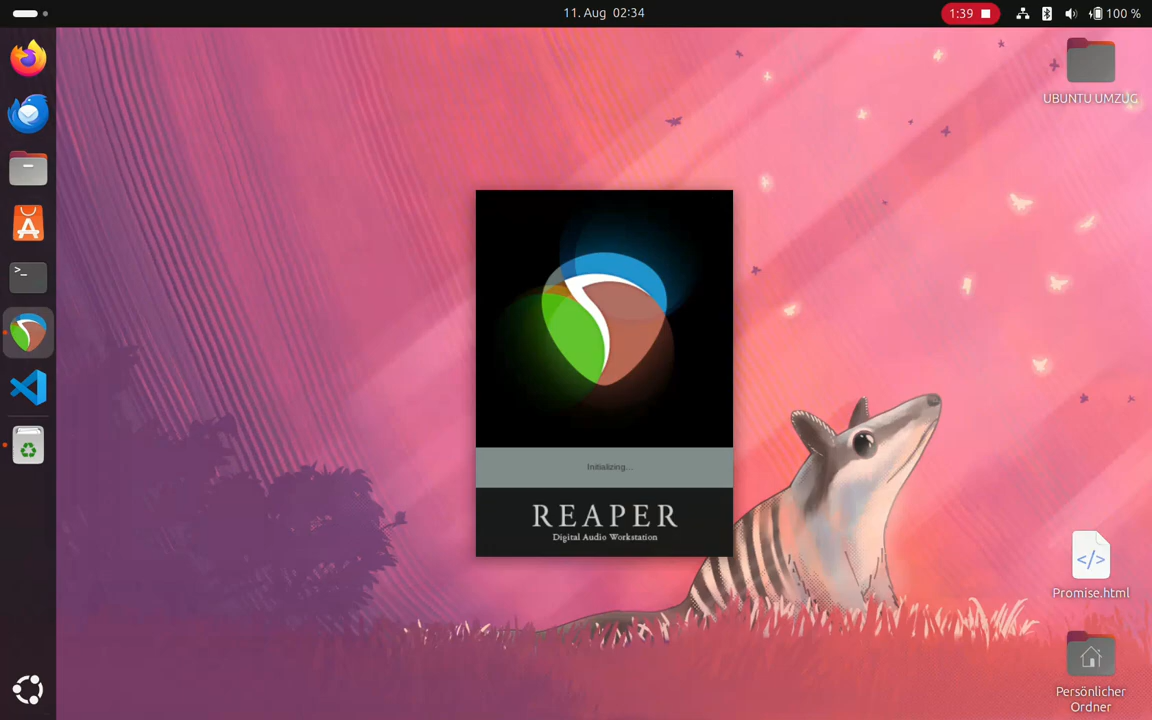 11. Aug 02:34
1:39
100 %
UBUNTU UMZUG
Initializing...
REAPER
Digital Audio Workstation
Promise.html
Persönlicher
Ordner